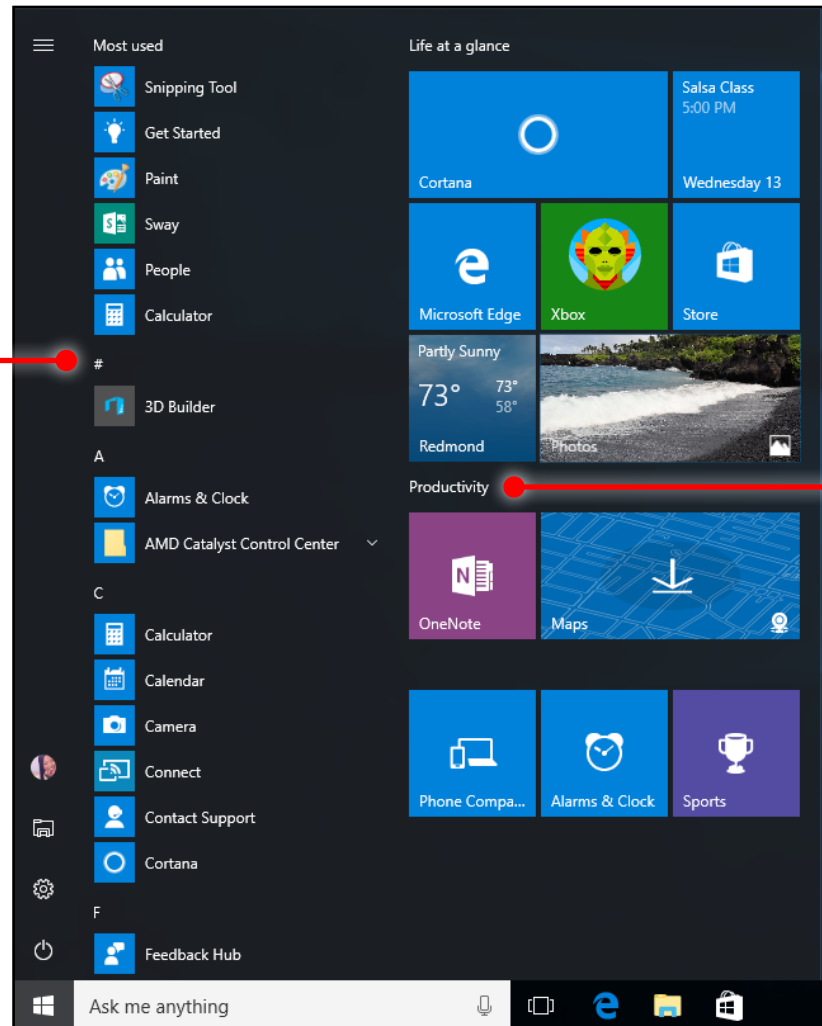 Most used
Snipping Tool
Get Started
Paint
Sway
People
Calculator
#
3D Builder
A
Alarms & Clock
AMD Catalyst Control Center
C
Calculator
Calendar
Camera
Connect
Contact Support
Cortana
F
Feedback Hub
Life at a glance
Cortana
Salsa Class
5:00 PM
Wednesday 13
Microsoft Edge
Xbox
Store
Partly Sunny
73° 73°
58°
Redmond
Photos
Productivity
OneNote
Maps
Phone Compa...
Alarms & Clock
Sports
Ask me anything